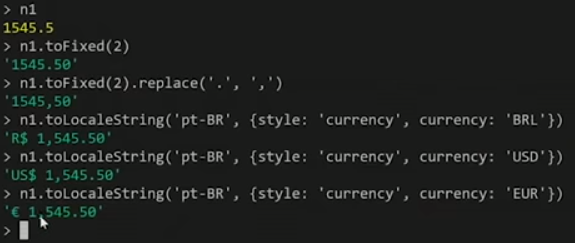 > n1
1545.5
> n1.toFixed(2)
'1545.50'
> n1.toFixed(2).replace('.', ',')
'1545,50'
> n1.toLocaleString('pt-BR', {style: 'currency', currency: 'BRL'})
'R$ 1,545.50'
> n1.toLocaleString('pt-BR', {style: 'currency', currency: 'USD'})
'US$ 1,545.50'
> n1.toLocaleString('pt-BR', {style: 'currency', currency: 'EUR'})
'€ 1,545.50'
>